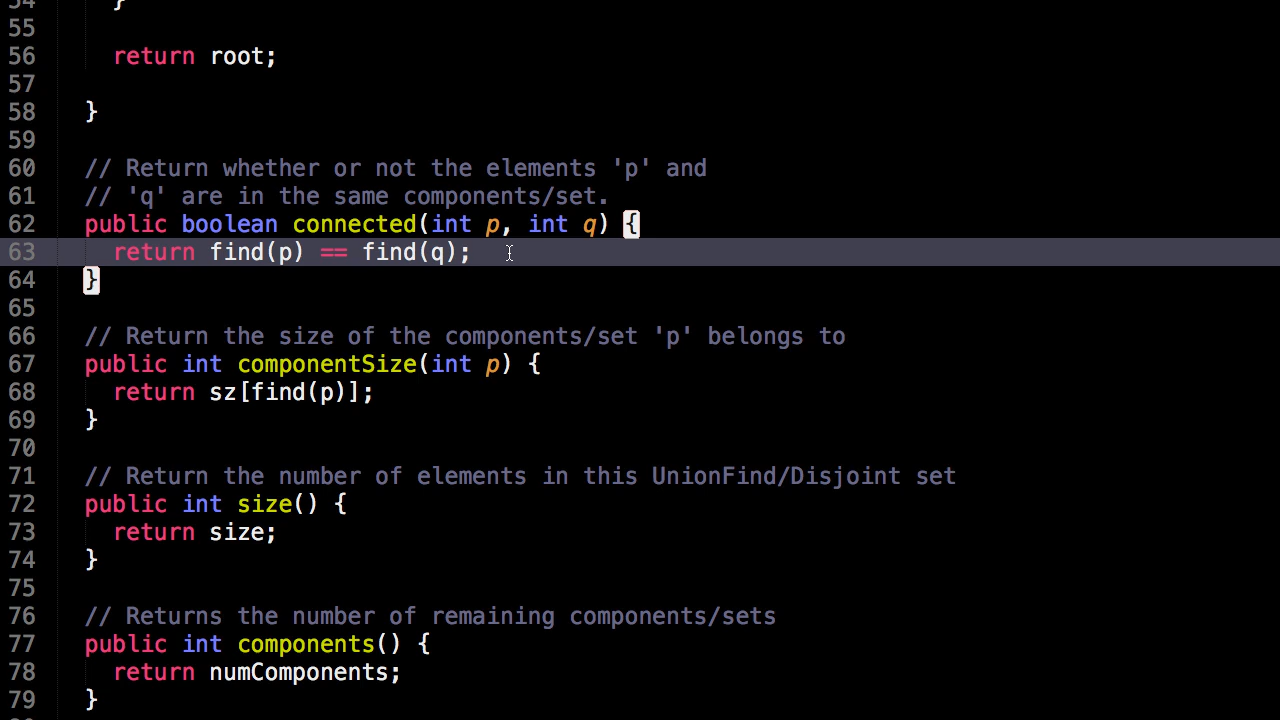 54 }
55
56 return root;
57
58 }
59
60 // Return whether or not the elements 'p' and
61 // 'q' are in the same components/set.
62 public boolean connected(int p, int q) {
63 return find(p) == find(q);
64 }
65
66 // Return the size of the components/set 'p' belongs to
67 public int componentSize(int p) {
68 return sz[find(p)];
69 }
70
71 // Return the number of elements in this UnionFind/Disjoint set
72 public int size() {
73 return size;
74 }
75
76 // Returns the number of remaining components/sets
77 public int components() {
78 return numComponents;
79 }